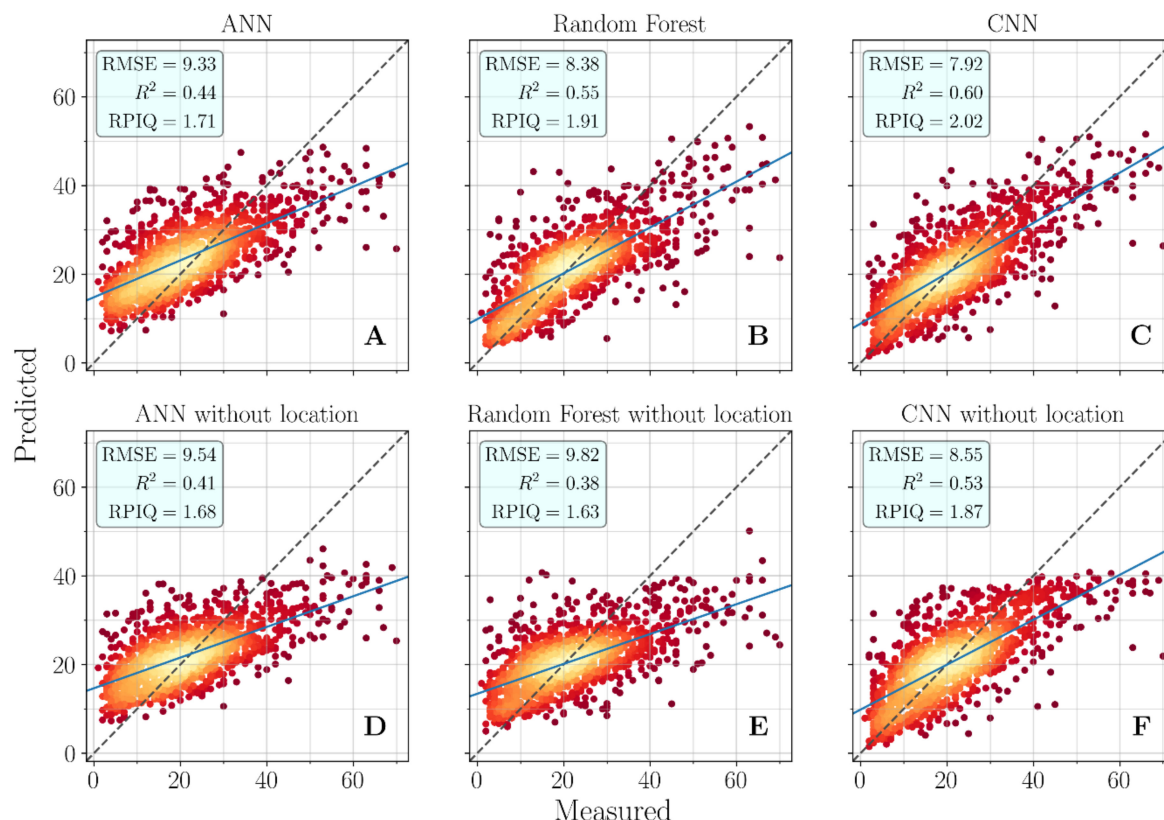 ANN
RMSE = 9.33
R² = 0.44
RPIQ = 1.71
60
40
20
0
A
Random Forest
RMSE = 8.38
R² = 0.55
RPIQ = 1.91
B
CNN
RMSE = 7.92
R² = 0.60
RPIQ = 2.02
C
Predicted
ANN without location
RMSE = 9.54
R² = 0.41
RPIQ = 1.68
60
40
20
0
D
0 20 40 60
Random Forest without location
RMSE = 9.82
R² = 0.38
RPIQ = 1.63
E
0 20 40 60
CNN without location
RMSE = 8.55
R² = 0.53
RPIQ = 1.87
F
0 20 40 60
Measured